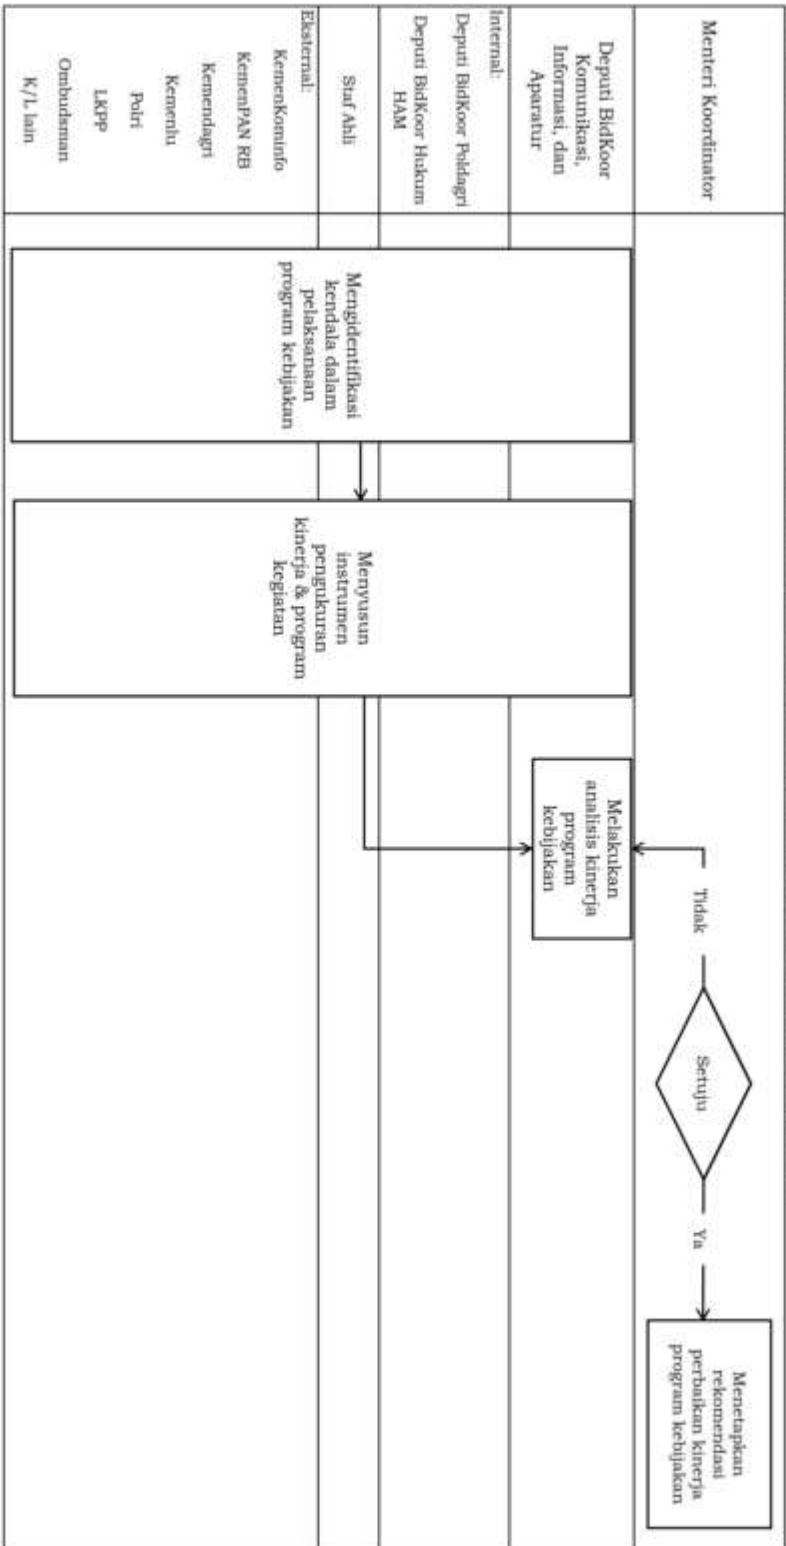 Menteri Koordinator
Deputi BidKoor
Komunikasi,
Informasi, dan
Aparatur
Internal:
Deputi BidKoor Poldagri
Deputi BidKoor Hukum
HAM
Staf Ahli
Eksternal:
KemenKominfo
KemenPAN RB
Kemendagri
Kemenlu
Polri
LKPP
Ombudsman
K/L lain
Mengidentifikasi
kendala dalam
pelaksanaan
program kebijakan
Menyusun
instrumen
pengukuran
kinerja & program
kegiatan
Melakukan
analisis kinerja
program
kebijakan
Tidak
Setuju
Ya
Menetapkan
rekomendasi
perbaikan kinerja
program kebijakan